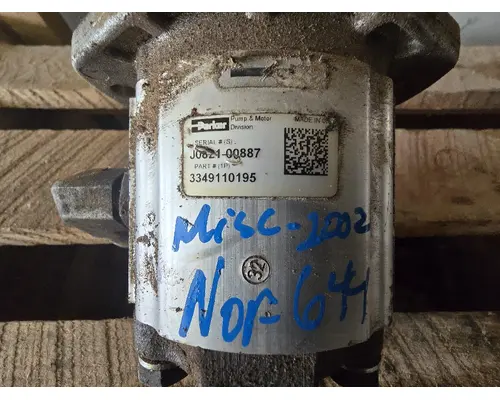 Parker
Pump & Motor
Division
MADE IN
SERIAL # (S)
J0821-00887
PART # (1P)
3349110195
Misc-2002
32
Nor-641